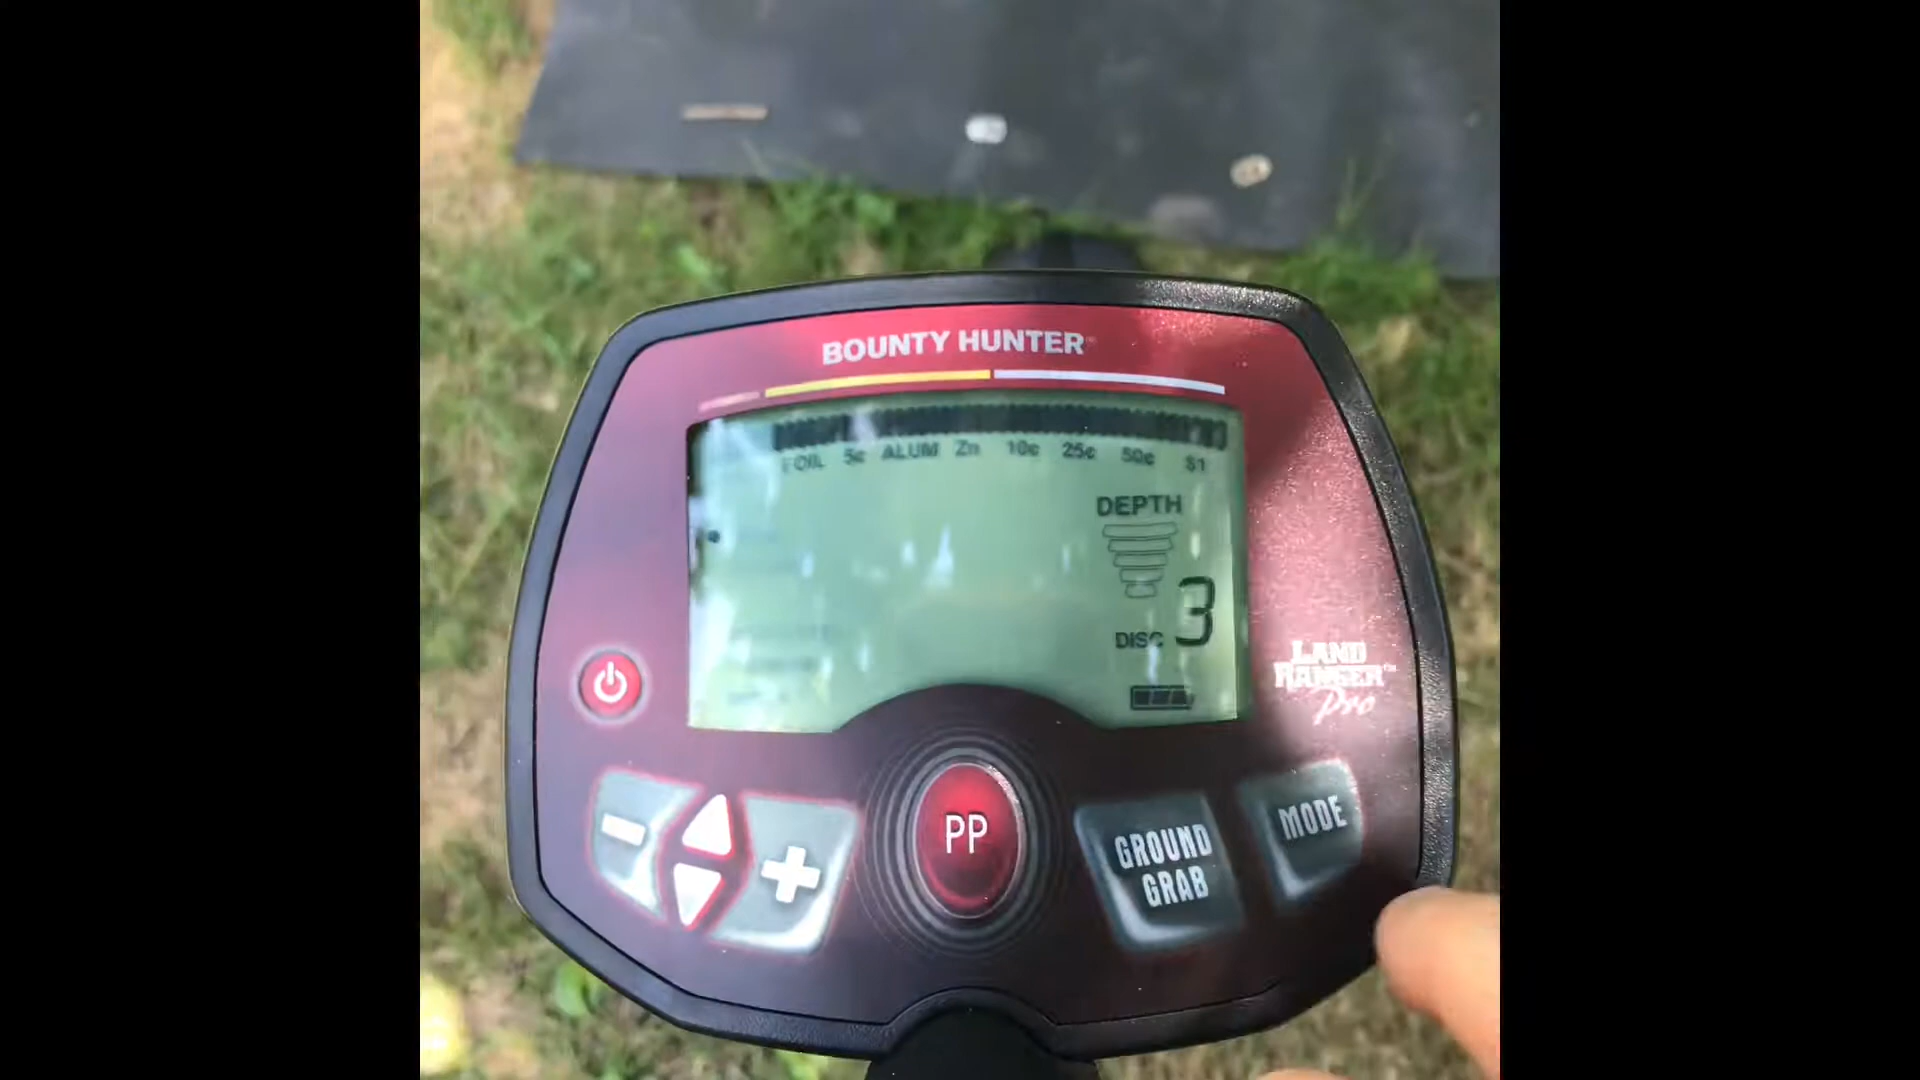 BOUNTY HUNTER
FOIL 5¢ ALUM Zn 10¢ 25¢ 50¢ $1
DEPTH
DISC 3
LAND
RANGER™
Pro
PP
GROUND
GRAB
MODE